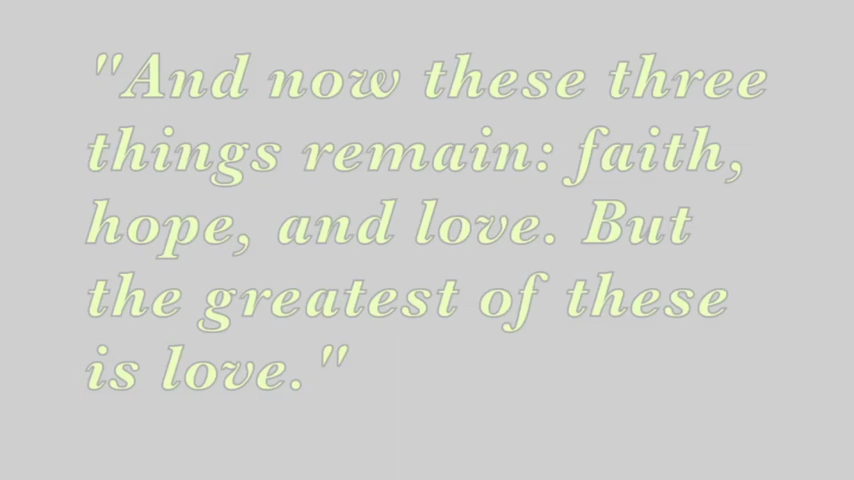 "And now these three
things remain: faith,
hope, and love. But
the greatest of these
is love."